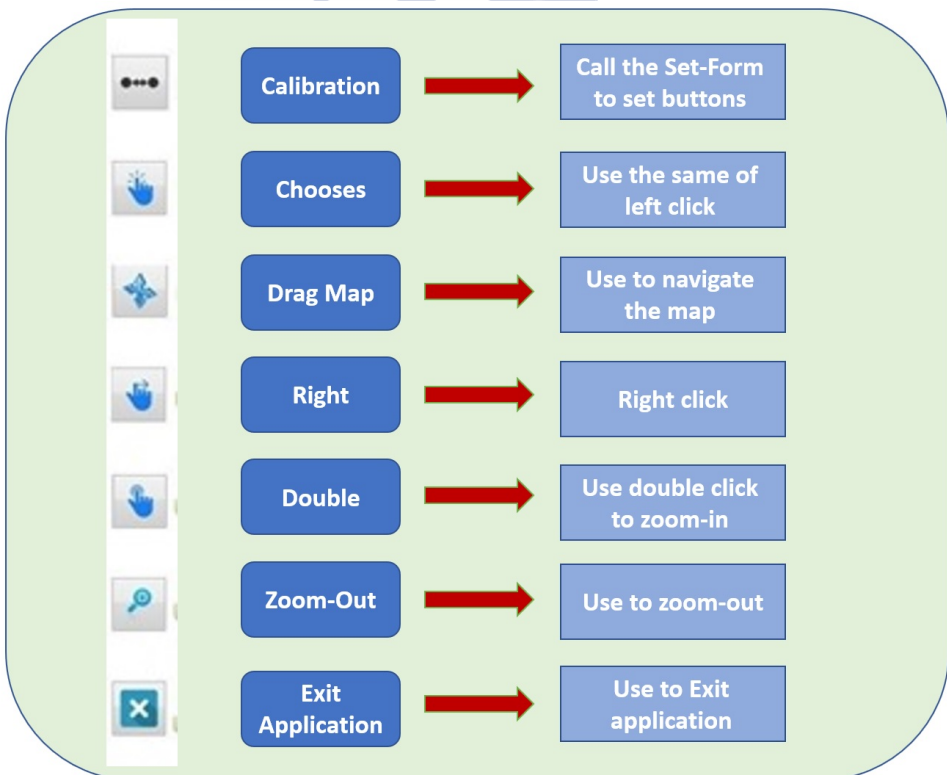 Calibration
Call the Set-Form
to set buttons
Chooses
Use the same of
left click
Drag Map
Use to navigate
the map
Right
Right click
Double
Use double click
to zoom-in
Zoom-Out
Use to zoom-out
Exit
Application
Use to Exit
application